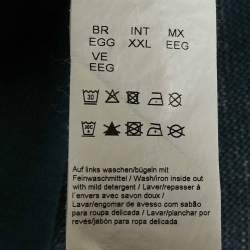 BR INT MX
EGG XXL EEG
VE
EEG
Auf links waschen/bügeln mit
Feinwaschmittel / Wash/iron inside out
with mild detergent / Laver/repasser à
l'envers avec savon doux /
Lavar/engomar de avesso com sabão
para roupa delicada / Lavar/planchar por
revés/con jabón para ropa delicada